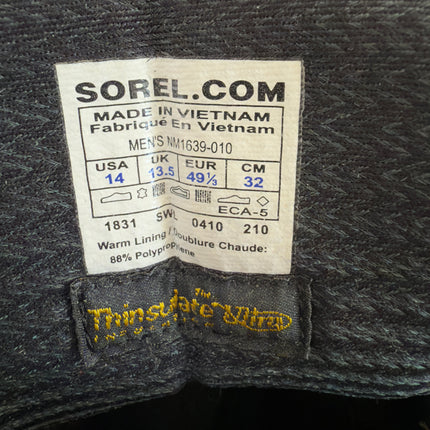 SOREL.COM
MADE IN VIETNAM
Fabriqué En Vietnam
MEN'S NM1639-010
USA UK EUR CM
14 13.5 49⅓ 32
ECA-5
1831 SWL 0410 210
Warm Lining / Doublure Chaude:
88% Polypropylene
Thinsulate™ Ultra